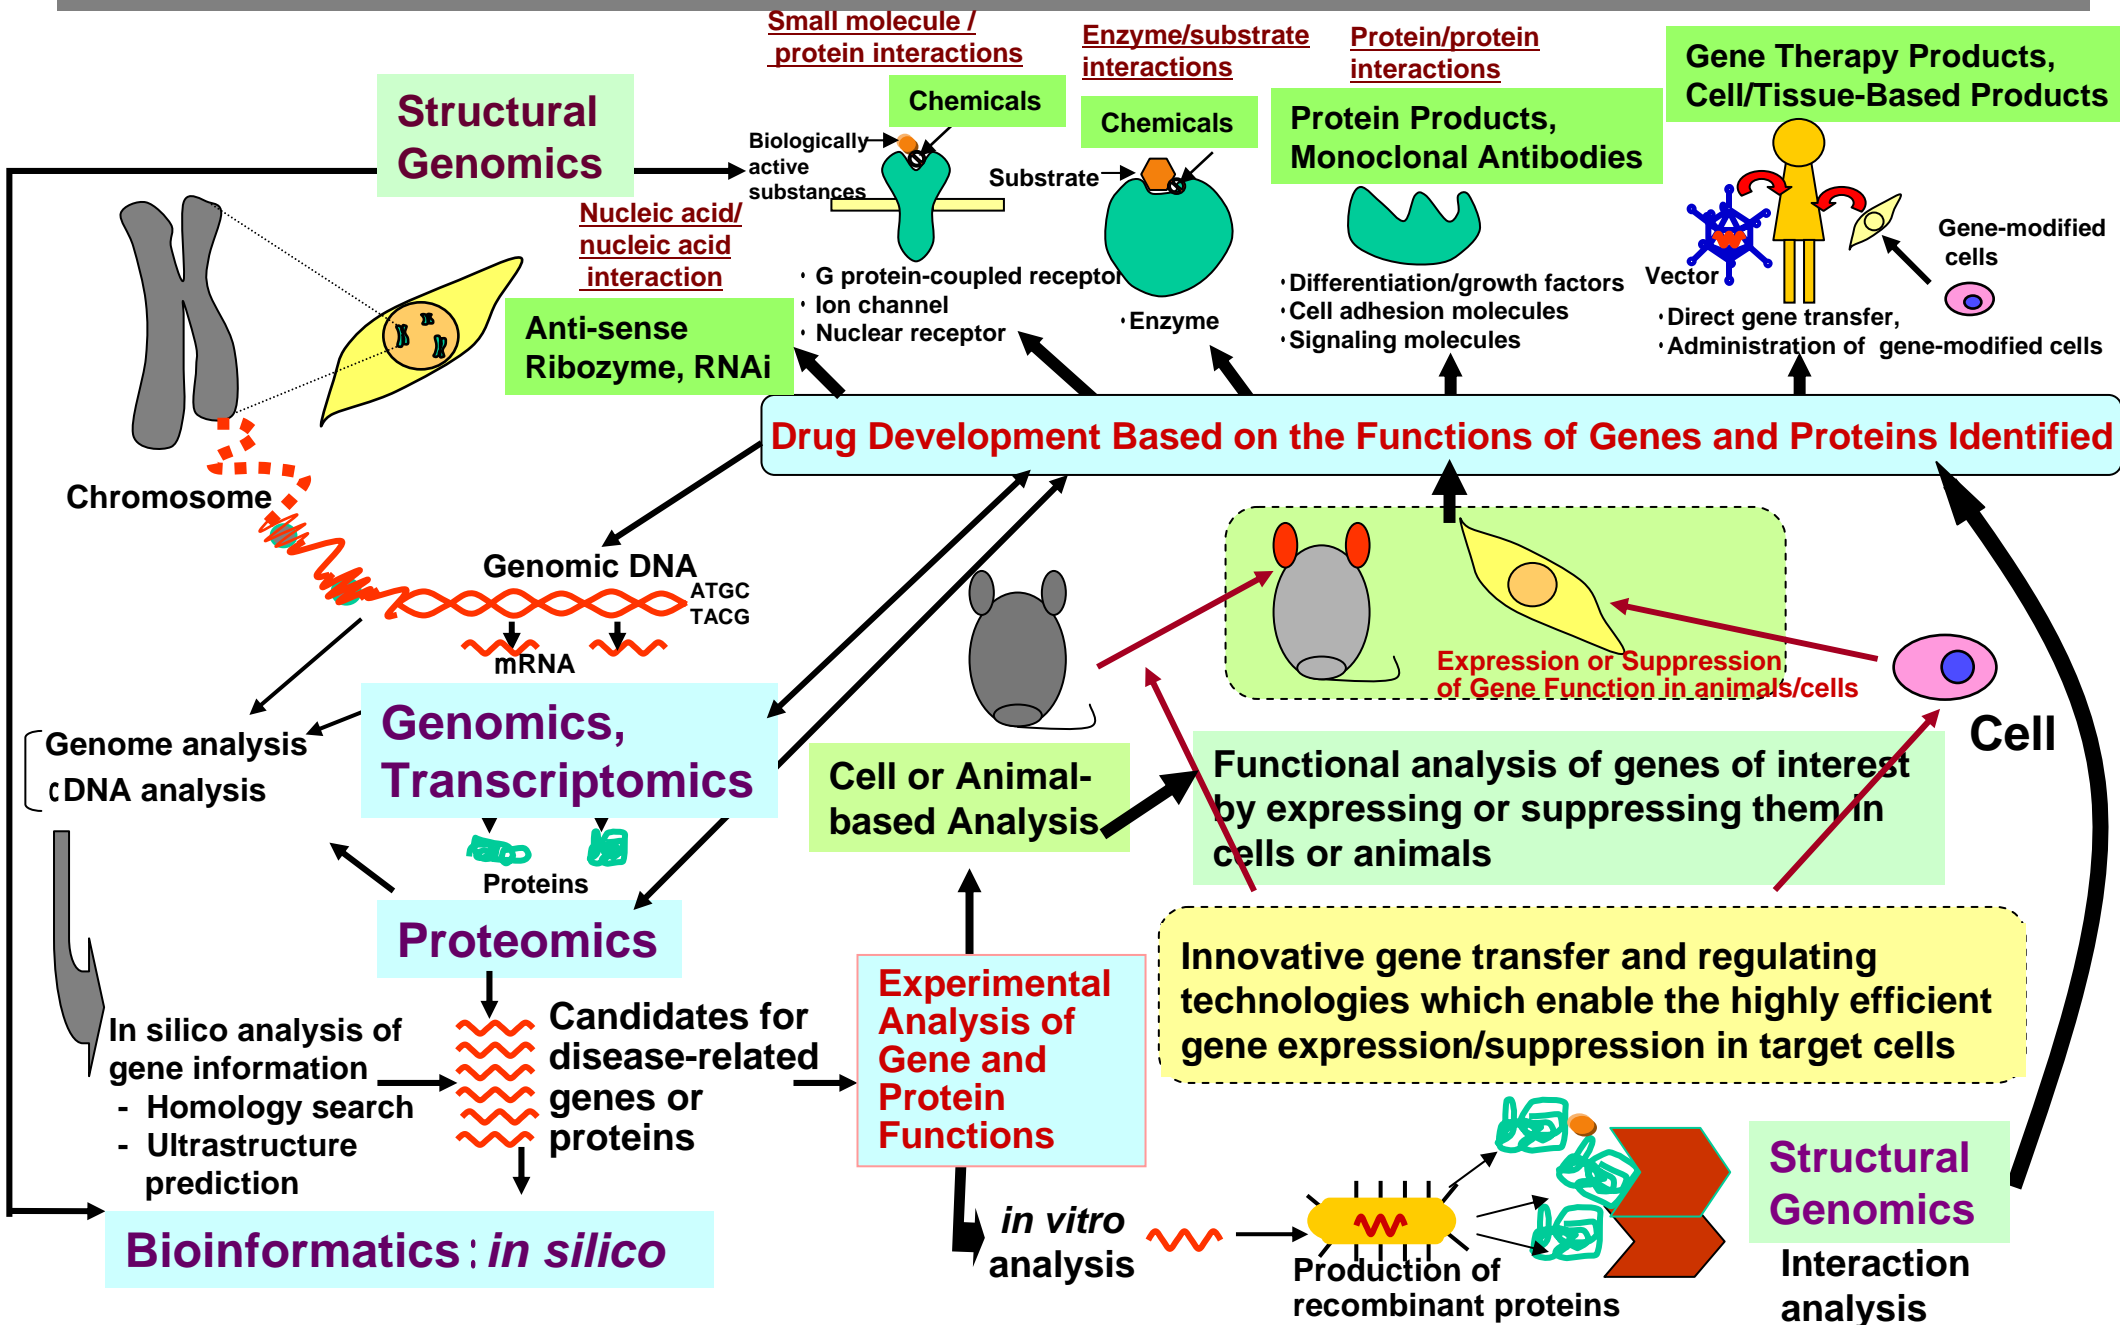 Small molecule /
protein interactions
Enzyme/substrate
interactions
Protein/protein
interactions
Gene Therapy Products,
Cell/Tissue-Based Products
Structural
Genomics
Chemicals
Chemicals
Protein Products,
Monoclonal Antibodies
Biologically
active
substances
Substrate
Nucleic acid/
nucleic acid
interaction
Gene-modified
cells
Vector
· G protein-coupled receptor
· Ion channel
· Nuclear receptor
· Enzyme
· Differentiation/growth factors
· Cell adhesion molecules
· Signaling molecules
· Direct gene transfer,
· Administration of gene-modified cells
Anti-sense
Ribozyme, RNAi
Drug Development Based on the Functions of Genes and Proteins Identified
Chromosome
Genomic DNA
ATGC
TACG
mRNA
Expression or Suppression
of Gene Function in animals/cells
Cell
Genomics,
Transcriptomics
Genome analysis
cDNA analysis
Cell or Animal-
based Analysis
Functional analysis of genes of interest
by expressing or suppressing them in
cells or animals
Proteins
Proteomics
Innovative gene transfer and regulating
technologies which enable the highly efficient
gene expression/suppression in target cells
Experimental
Analysis of
Gene and
Protein
Functions
In silico analysis of
gene information
- Homology search
- Ultrastructure
prediction
Candidates for
disease-related
genes or
proteins
Structural
Genomics
Interaction
analysis
Bioinformatics : in silico
in vitro
analysis
Production of
recombinant proteins